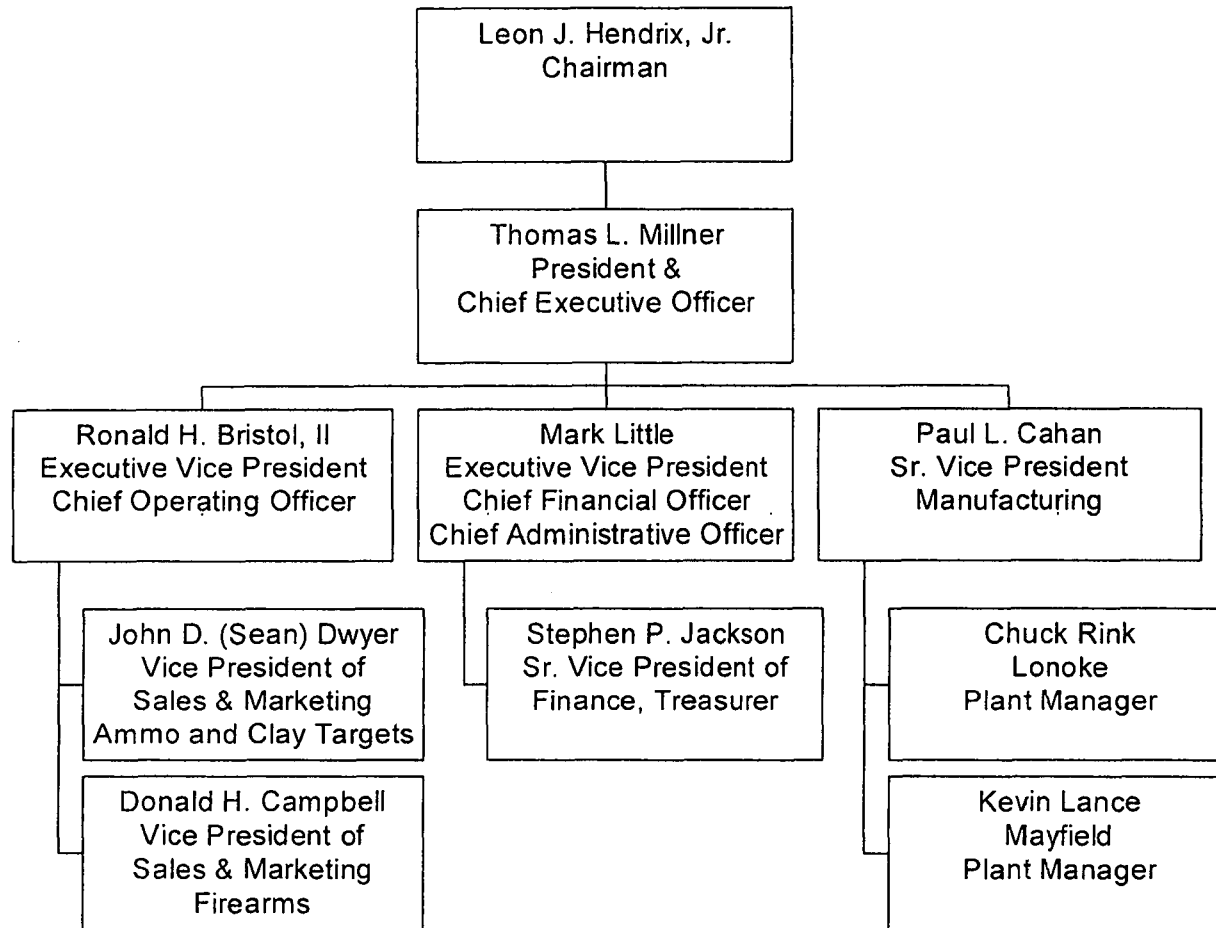 Leon J. Hendrix, Jr.
Chairman
Thomas L. Millner
President &
Chief Executive Officer
Ronald H. Bristol, II
Executive Vice President
Chief Operating Officer
Mark Little
Executive Vice President
Chief Financial Officer
Chief Administrative Officer
Paul L. Cahan
Sr. Vice President
Manufacturing
John D. (Sean) Dwyer
Vice President of
Sales & Marketing
Ammo and Clay Targets
Stephen P. Jackson
Sr. Vice President of
Finance, Treasurer
Chuck Rink
Lonoke
Plant Manager
Donald H. Campbell
Vice President of
Sales & Marketing
Firearms
Kevin Lance
Mayfield
Plant Manager